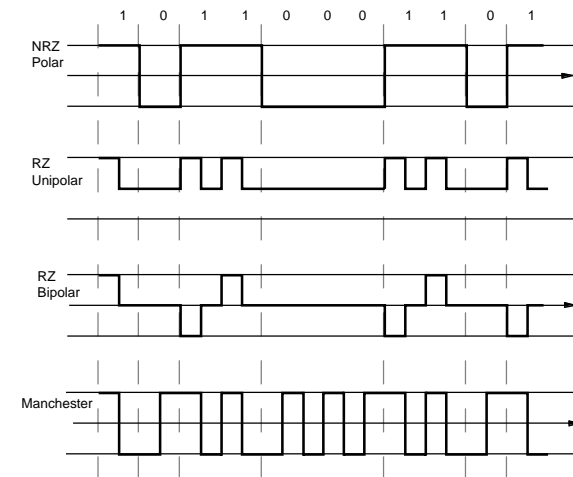 1 0 1 1 0 0 0 1 1 0 1
NRZ
Polar
RZ
Unipolar
RZ
Bipolar
Manchester